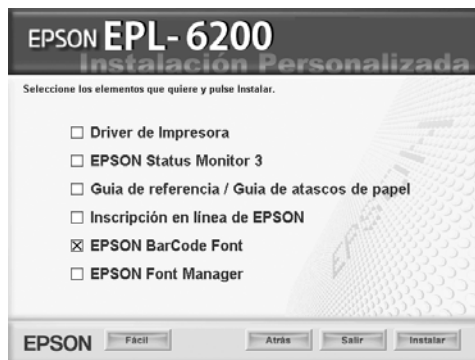 EPSON EPL-6200
Instalación Personalizada
Seleccione los elementos que quiere y pulse Instalar.
Driver de Impresora
EPSON Status Monitor 3
Guia de referencia / Guia de atascos de papel
Inscripción en línea de EPSON
EPSON BarCode Font
EPSON Font Manager
EPSON
EPSON Fácil Atrás Salir Instalar